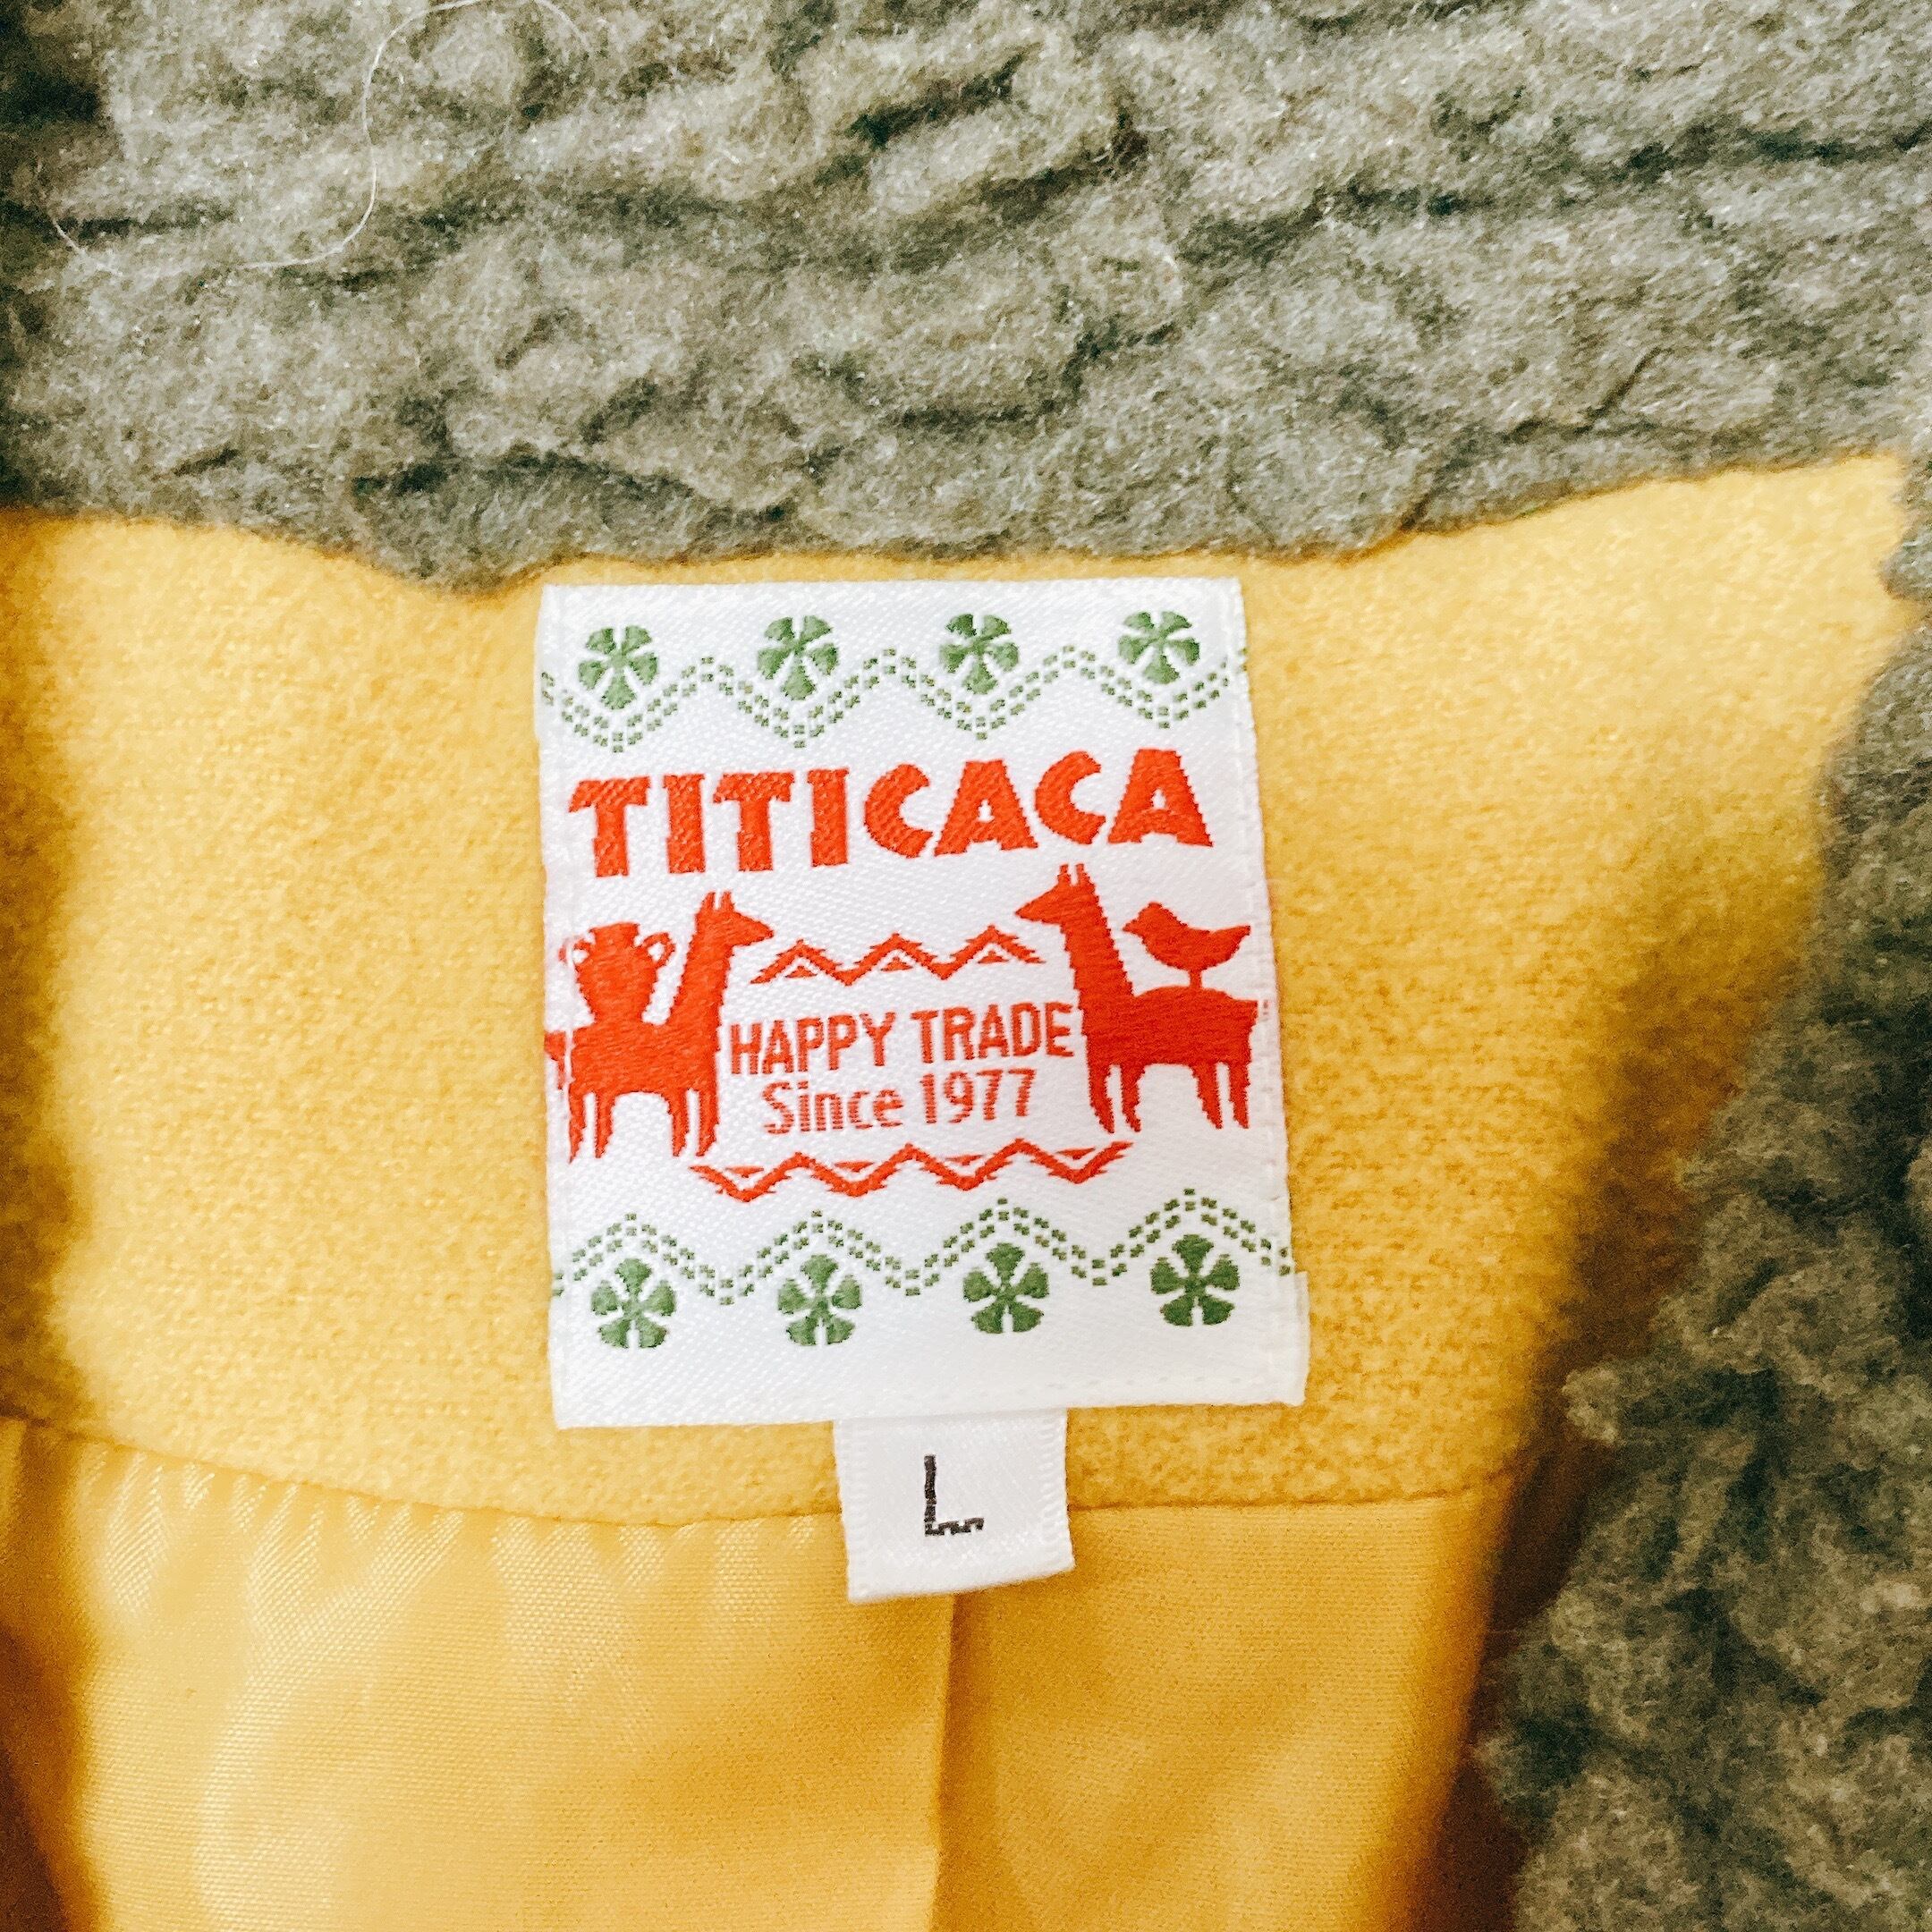 TITICACA
HAPPY TRADE
Since 1977
L